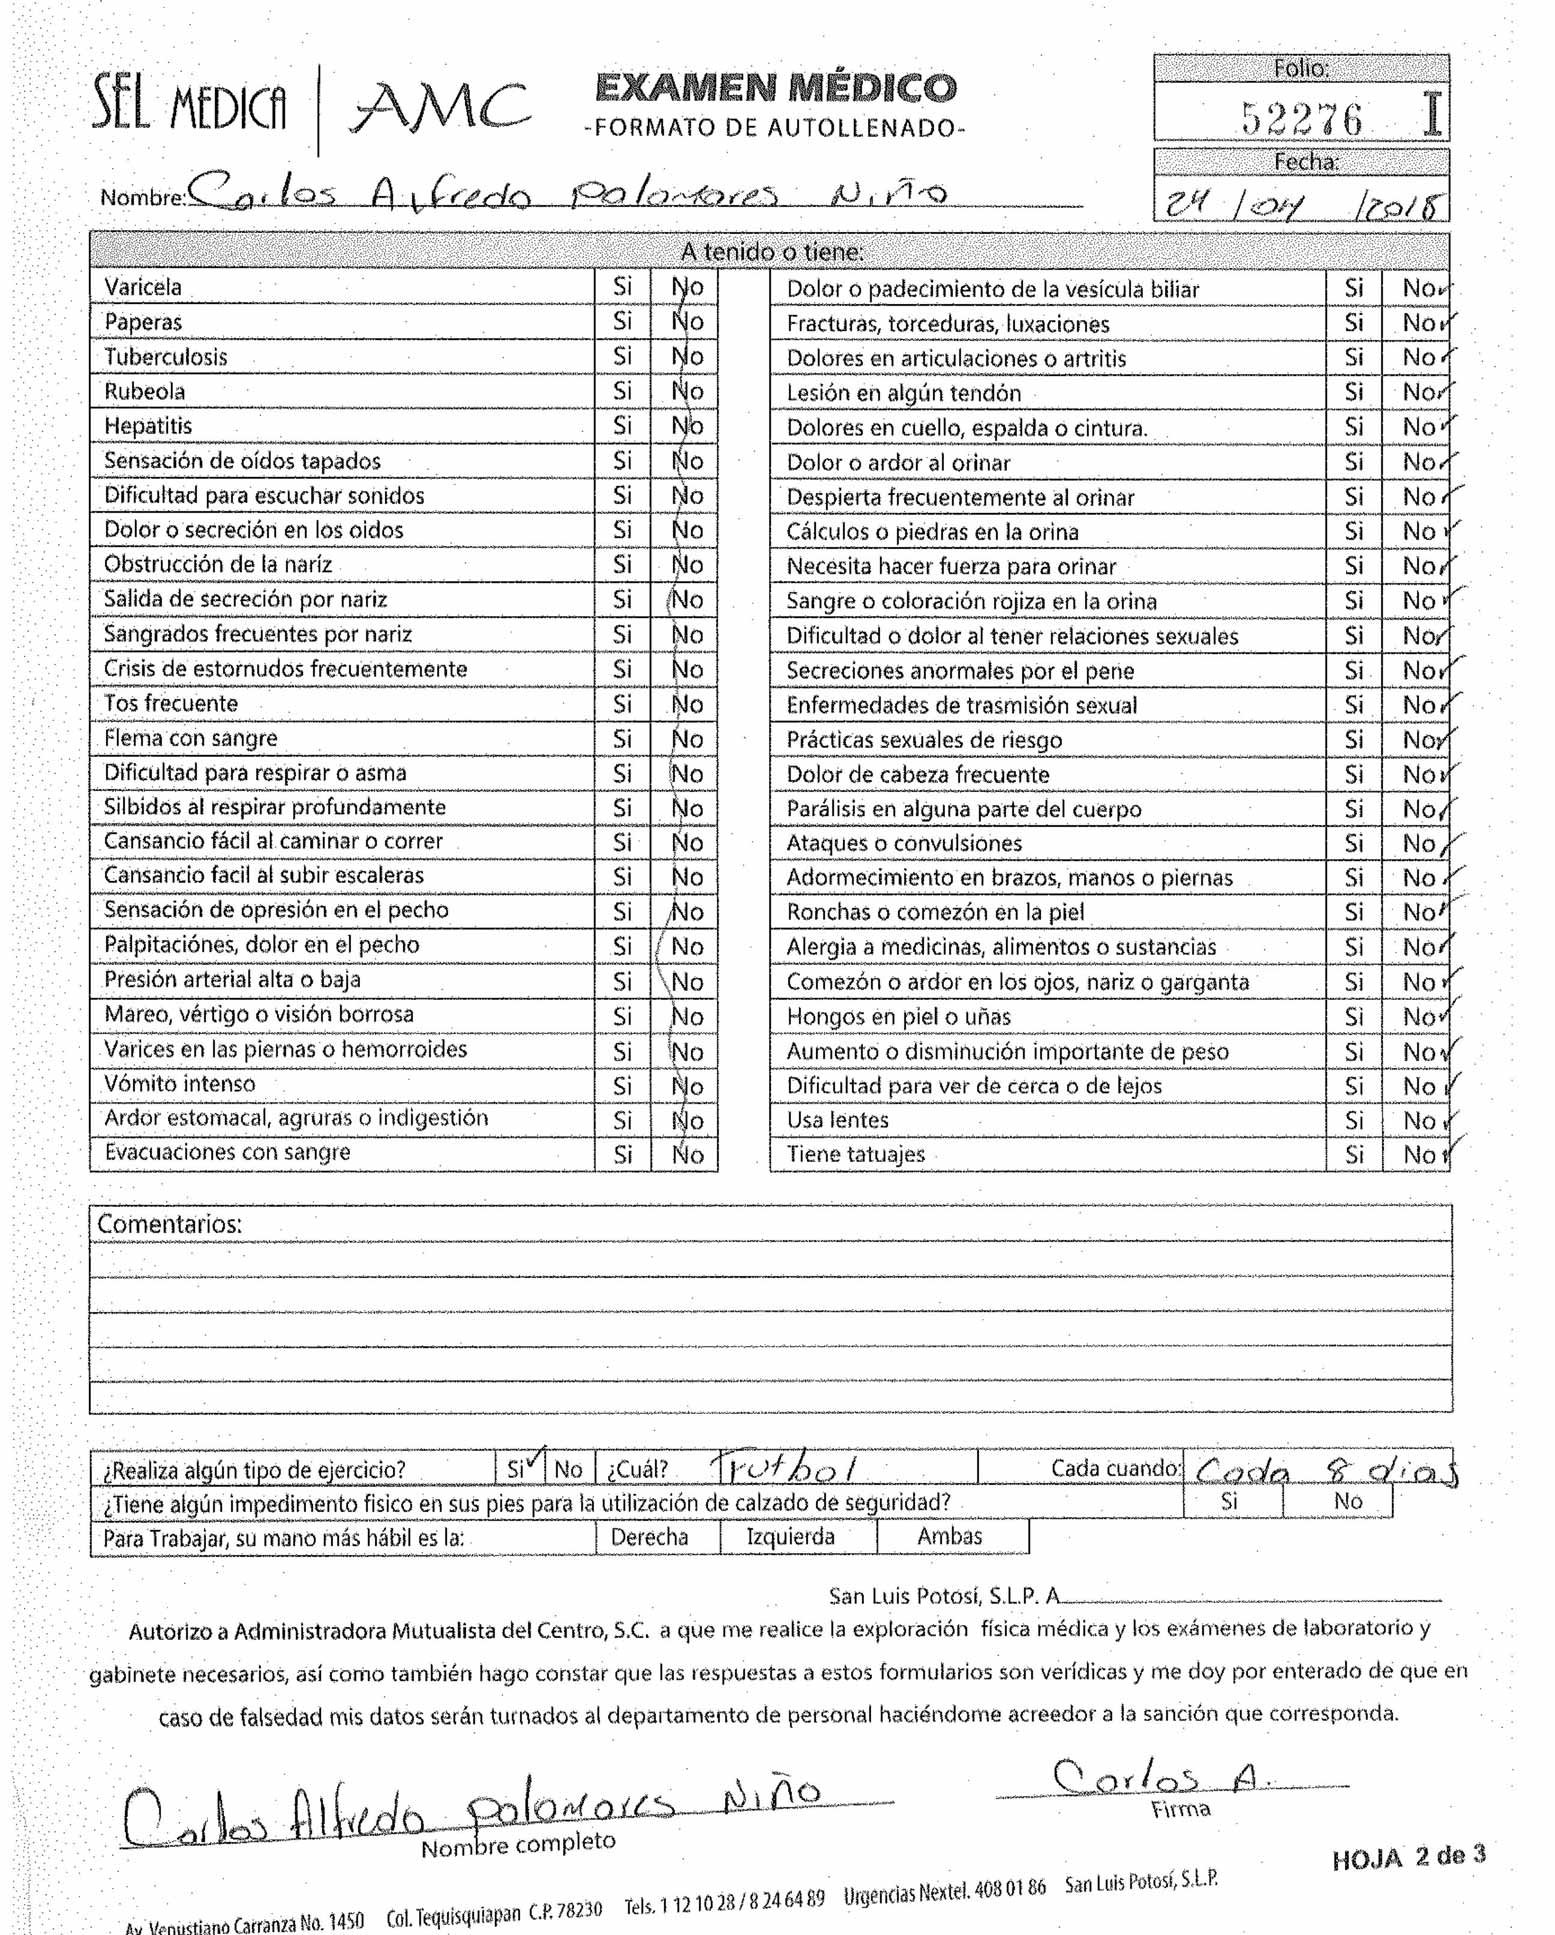 SEL MEDICA | AMC
EXAMEN MÉDICO
-FORMATO DE AUTOLLENADO-
Folio:
52276 I
Fecha:
24 / 04 / 2018
Nombre: Carlos Alfredo Palomares Niño
A tenido o tiene:
Varicela Si No
Paperas Si No
Tuberculosis Si No
Rubeola Si No
Hepatitis Si No
Sensación de oídos tapados Si No
Dificultad para escuchar sonidos Si No
Dolor o secreción en los oidos Si No
Obstrucción de la naríz Si No
Salida de secreción por nariz Si No
Sangrados frecuentes por nariz Si No
Crisis de estornudos frecuentemente Si No
Tos frecuente Si No
Flema con sangre Si No
Dificultad para respirar o asma Si No
Silbidos al respirar profundamente Si No
Cansancio fácil al caminar o correr Si No
Cansancio facil al subir escaleras Si No
Sensación de opresión en el pecho Si No
Palpitaciónes, dolor en el pecho Si No
Presión arterial alta o baja Si No
Mareo, vértigo o visión borrosa Si No
Varices en las piernas o hemorroides Si No
Vómito intenso Si No
Ardor estomacal, agruras o indigestión Si No
Evacuaciones con sangre Si No
Dolor o padecimiento de la vesícula biliar Si No✓
Fracturas, torceduras, luxaciones Si No✓
Dolores en articulaciones o artritis Si No✓
Lesión en algún tendón Si No✓
Dolores en cuello, espalda o cintura. Si No✓
Dolor o ardor al orinar Si No✓
Despierta frecuentemente al orinar Si No✓
Cálculos o piedras en la orina Si No✓
Necesita hacer fuerza para orinar Si No✓
Sangre o coloración rojiza en la orina Si No✓
Dificultad o dolor al tener relaciones sexuales Si No✓
Secreciones anormales por el pene Si No✓
Enfermedades de trasmisión sexual Si No✓
Prácticas sexuales de riesgo Si No✓
Dolor de cabeza frecuente Si No✓
Parálisis en alguna parte del cuerpo Si No✓
Ataques o convulsiones Si No✓
Adormecimiento en brazos, manos o piernas Si No✓
Ronchas o comezón en la piel Si No✓
Alergia a medicinas, alimentos o sustancias Si No✓
Comezón o ardor en los ojos, nariz o garganta Si No✓
Hongos en piel o uñas Si No✓
Aumento o disminución importante de peso Si No✓
Dificultad para ver de cerca o de lejos Si No✓
Usa lentes Si No✓
Tiene tatuajes Si No✓
Comentarios:
¿Realiza algún tipo de ejercicio? Si✓ No ¿Cuál? Frutbol Cada cuando: Cada 8 dias
¿Tiene algún impedimento fisico en sus pies para la utilización de calzado de seguridad? Si No
Para Trabajar, su mano más hábil es la: Derecha Izquierda Ambas
San Luis Potosí, S.L.P. A
Autorizo a Administradora Mutualista del Centro, S.C. a que me realice la exploración física médica y los exámenes de laboratorio y
gabinete necesarios, así como también hago constar que las respuestas a estos formularios son verídicas y me doy por enterado de que en
caso de falsedad mis datos serán turnados al departamento de personal haciéndome acreedor a la sanción que corresponda.
Carlos Alfredo Palomares Niño
Nombre completo
Carlos A.
Firma
HOJA 2 de 3
Av. Venustiano Carranza No. 1450 Col. Tequisquiapan C.P. 78230 Tels. 1 12 10 28 / 8 24 64 89 Urgencias Nextel. 408 01 86 San Luis Potosí, S.L.P.